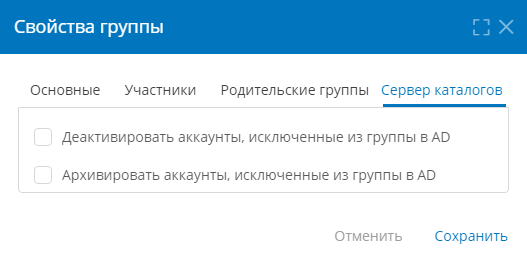 Свойства группы
Основные Участники Родительские группы Сервер каталогов
Деактивировать аккаунты, исключенные из группы в AD
Архивировать аккаунты, исключенные из группы в AD
Отменить Сохранить